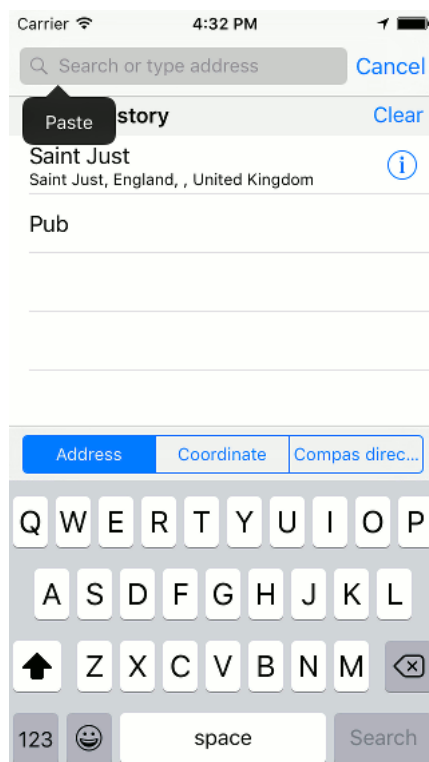 Carrier 4:32 PM
Search or type address Cancel
Paste story Clear
Saint Just
Saint Just, England, , United Kingdom
Pub
Address Coordinate Compas direc...
Q W E R T Y U I O P
A S D F G H J K L
Z X C V B N M
123 space Search